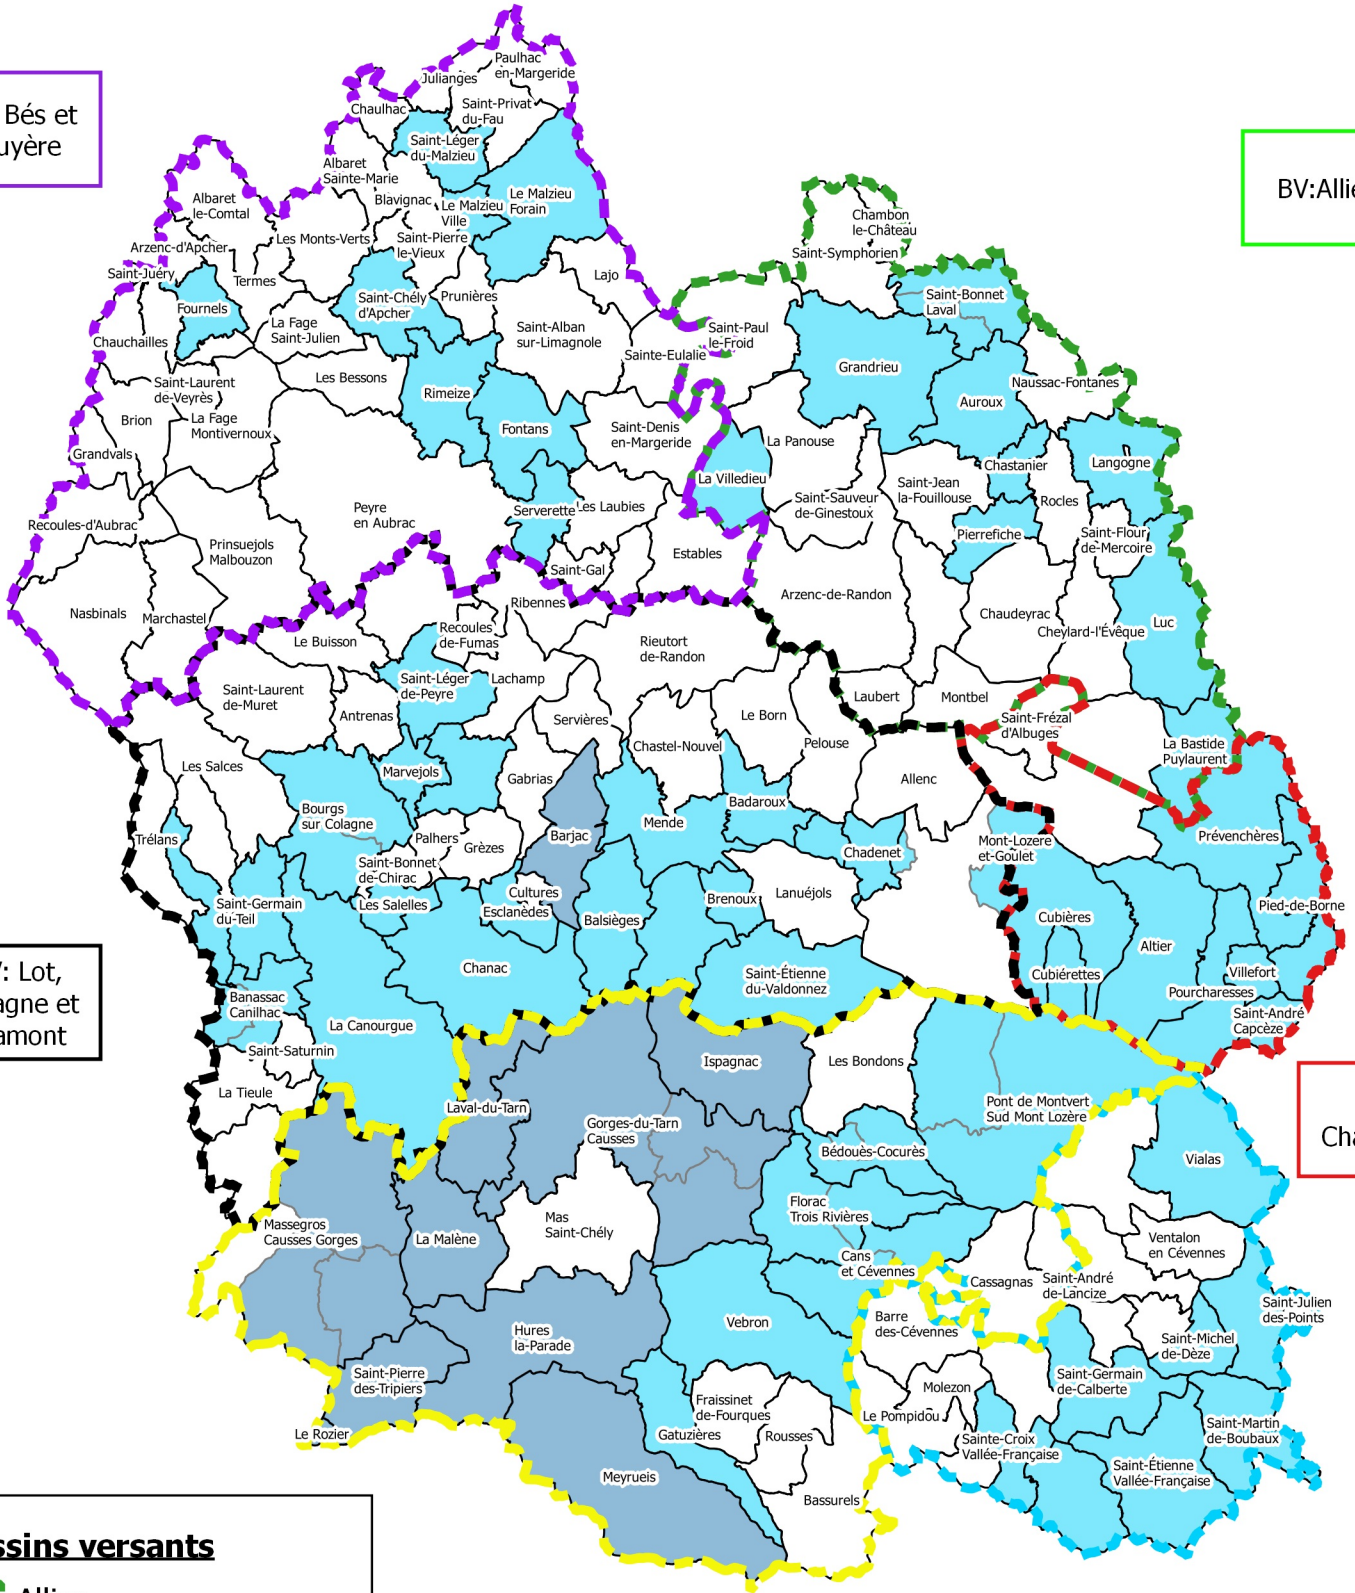 Paulhac
en-Margeride
Julianges
Saint-Privat
du-Fau
Chaulhac
Bés et
uyère
Saint-Léger
du-Malzieu
Albaret
Sainte-Marie
BV:Allie
Albaret
le-Comtal
Blavignac
Le Malzieu
Ville
Le Malzieu
Forain
Chambon
le-Château
Les Monts-Verts
Saint-Pierre
le-Vieux
Arzenc-d'Apcher
Saint-Symphorien
Saint-Juéry
Termes
Lajo
Fournels
Saint-Chély
d'Apcher
Prunières
Saint-Bonnet
Laval
La Fage
Saint-Julien
Saint-Alban
sur-Limagnole
Saint-Paul
le-Froid
Chauchailles
Sainte-Eulalie
Grandrieu
Les Bessons
Saint-Laurent
de-Veyrès
Rimeize
Naussac-Fontanes
Auroux
Brion
La Fage
Montivernoux
Fontans
Saint-Denis
en-Margeride
La Panouse
Grandvals
Chastanier
Langogne
La Villedieu
Saint-Jean
la-Fouillouse
Rocles
Recoules-d'Aubrac
Peyre
en Aubrac
Serverette
Les Laubies
Saint-Sauveur
de-Ginestoux
Pierrefiche
Saint-Flour
de-Mercoire
Prinsuejols
Malbouzon
Estables
Saint-Gal
Nasbinals
Marchastel
Ribennes
Arzenc-de-Randon
Chaudeyrac
Cheylard-l'Évêque
Luc
Le Buisson
Recoules
de-Fumas
Rieutort
de-Randon
Saint-Laurent
de-Muret
Saint-Léger
de-Peyre
Lachamp
Laubert
Montbel
Antrenas
Servières
Le Born
Saint-Frézal
d'Albuges
Chastel-Nouvel
Pelouse
La Bastide
Puylaurent
Les Salces
Marvejols
Gabrias
Allenc
Bourgs
sur Colagne
Badaroux
Mende
Trélans
Palhers
Grèzes
Barjac
Chadenet
Mont-Lozere
et-Goulet
Prévenchères
Saint-Bonnet
de-Chirac
Cultures
Lanuéjols
Brenoux
Les Salelles
Esclanèdes
Saint-Germain
du-Teil
Balsièges
Cubières
Pied-de-Borne
Altier
Chanac
Saint-Étienne
du-Valdonnez
Cubiérettes
Villefort
Pourcharesses
V: Lot,
agne et
amont
Banassac
Canilhac
La Canourgue
Saint-André
Capcèze
Saint-Saturnin
Ispagnac
Les Bondons
La Tieule
Laval-du-Tarn
Pont de Montvert
Sud Mont Lozère
Gorges-du-Tarn
Causses
Cha
Bédouès-Cocurès
Vialas
Massegros
Causses Gorges
La Malène
Mas
Saint-Chély
Florac
Trois Rivières
Ventalon
en Cévennes
Cans
et Cévennes
Cassagnas
Saint-André
de-Lancize
Saint-Julien
des-Points
Hures
la-Parade
Vebron
Barre
des-Cévennes
Saint-Michel
de-Dèze
Saint-Pierre
des-Tripiers
Saint-Germain
de-Calberte
Molezon
Fraissinet
de-Fourques
Le Pompidou
Le Rozier
Gatuzières
Rousses
Sainte-Croix
Vallée-Française
Saint-Martin
de-Boubaux
Meyrueis
Saint-Étienne
Vallée-Française
Bassurels
ssins versants